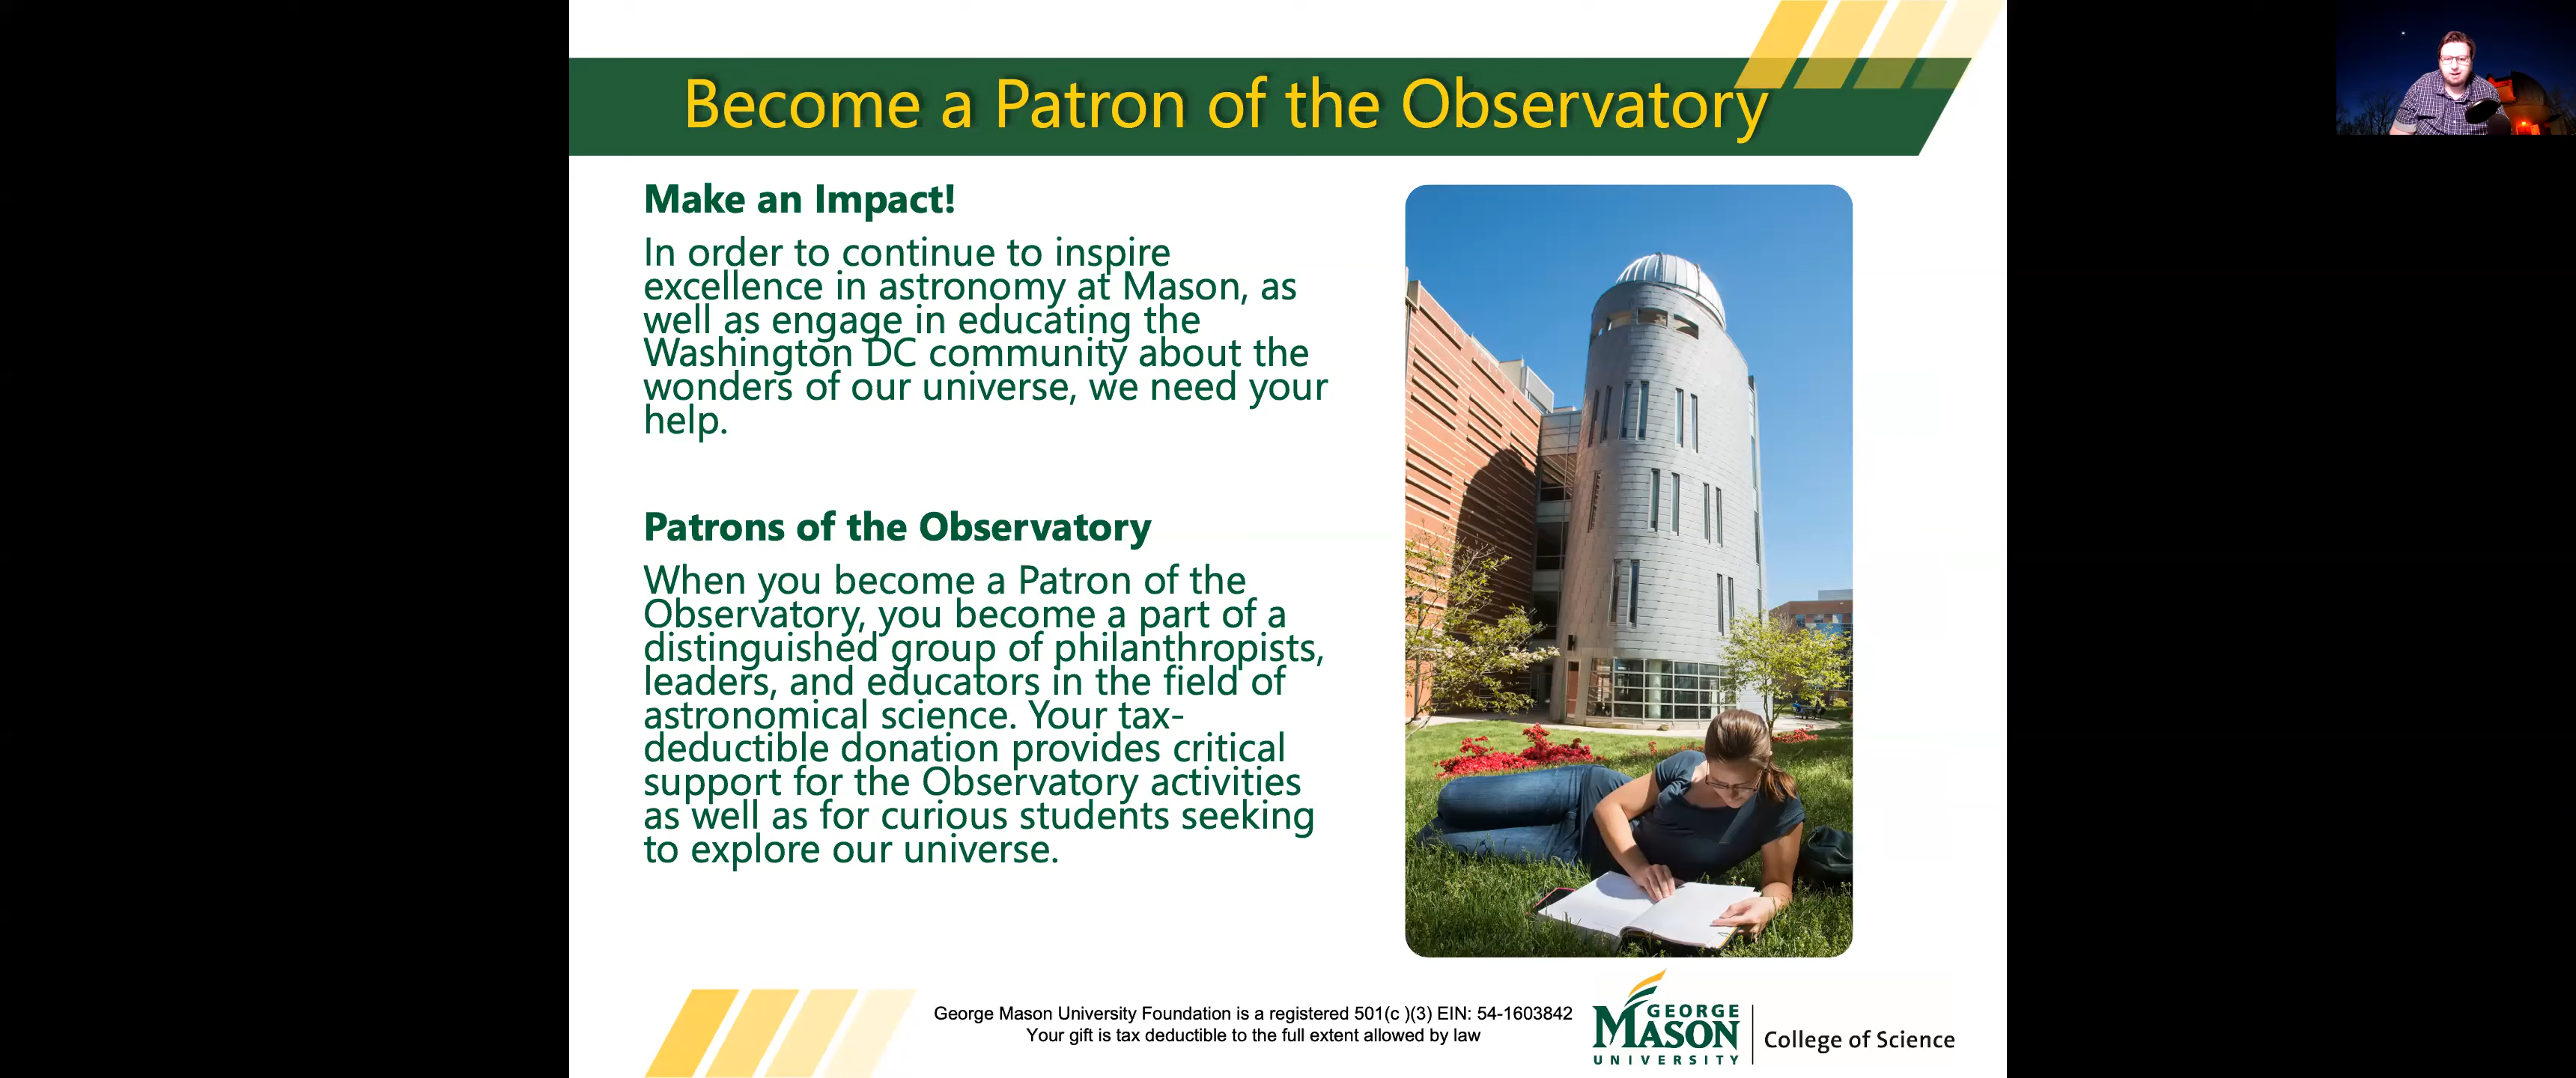 Become a Patron of the Observatory
Make an Impact!
In order to continue to inspire
excellence in astronomy at Mason, as
well as engage in educating the
Washington DC community about the
wonders of our universe, we need your
help.
Patrons of the Observatory
When you become a Patron of the
Observatory, you become a part of a
distinguished group of philanthropists,
leaders, and educators in the field of
astronomical science. Your tax-
deductible donation provides critical
support for the Observatory activities
as well as for curious students seeking
to explore our universe.
George Mason University Foundation is a registered 501(c )(3) EIN: 54-1603842
Your gift is tax deductible to the full extent allowed by law
GEORGE
MASON
UNIVERSITY
College of Science